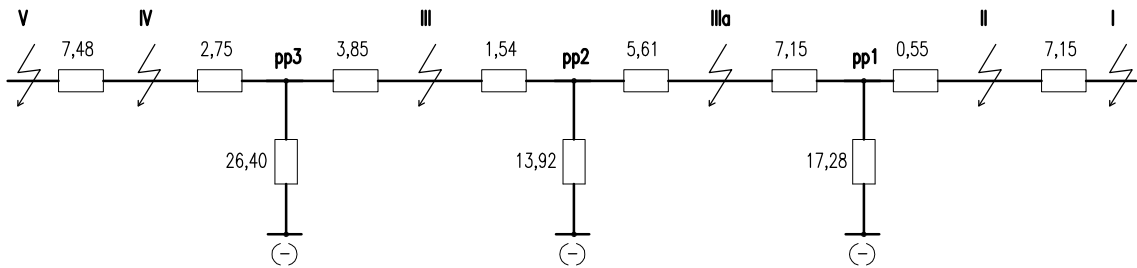 V IV III IIIa II I
7,48 2,75 pp3 3,85 1,54 pp2 5,61 7,15 pp1 0,55 7,15
26,40 13,92 17,28
(-) (-) (-)